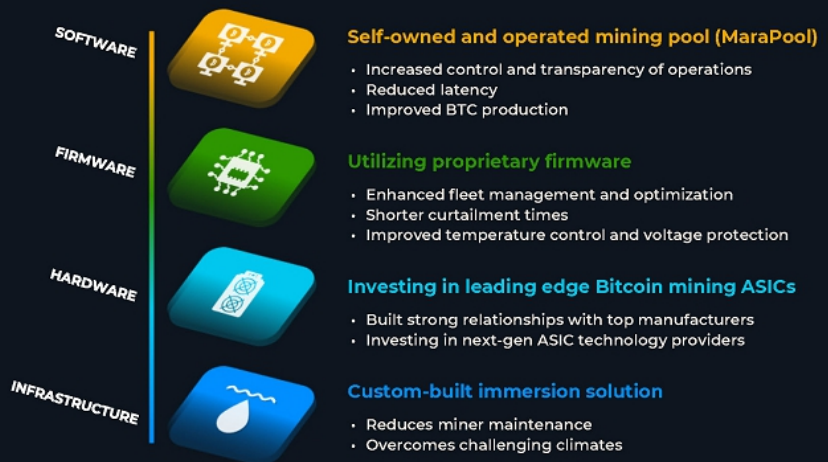 SOFTWARE
Self-owned and operated mining pool (MaraPool)
• Increased control and transparency of operations
• Reduced latency
• Improved BTC production
FIRMWARE
Utilizing proprietary firmware
• Enhanced fleet management and optimization
• Shorter curtailment times
• Improved temperature control and voltage protection
HARDWARE
Investing in leading edge Bitcoin mining ASICs
• Built strong relationships with top manufacturers
• Investing in next-gen ASIC technology providers
INFRASTRUCTURE
Custom-built immersion solution
• Reduces miner maintenance
• Overcomes challenging climates